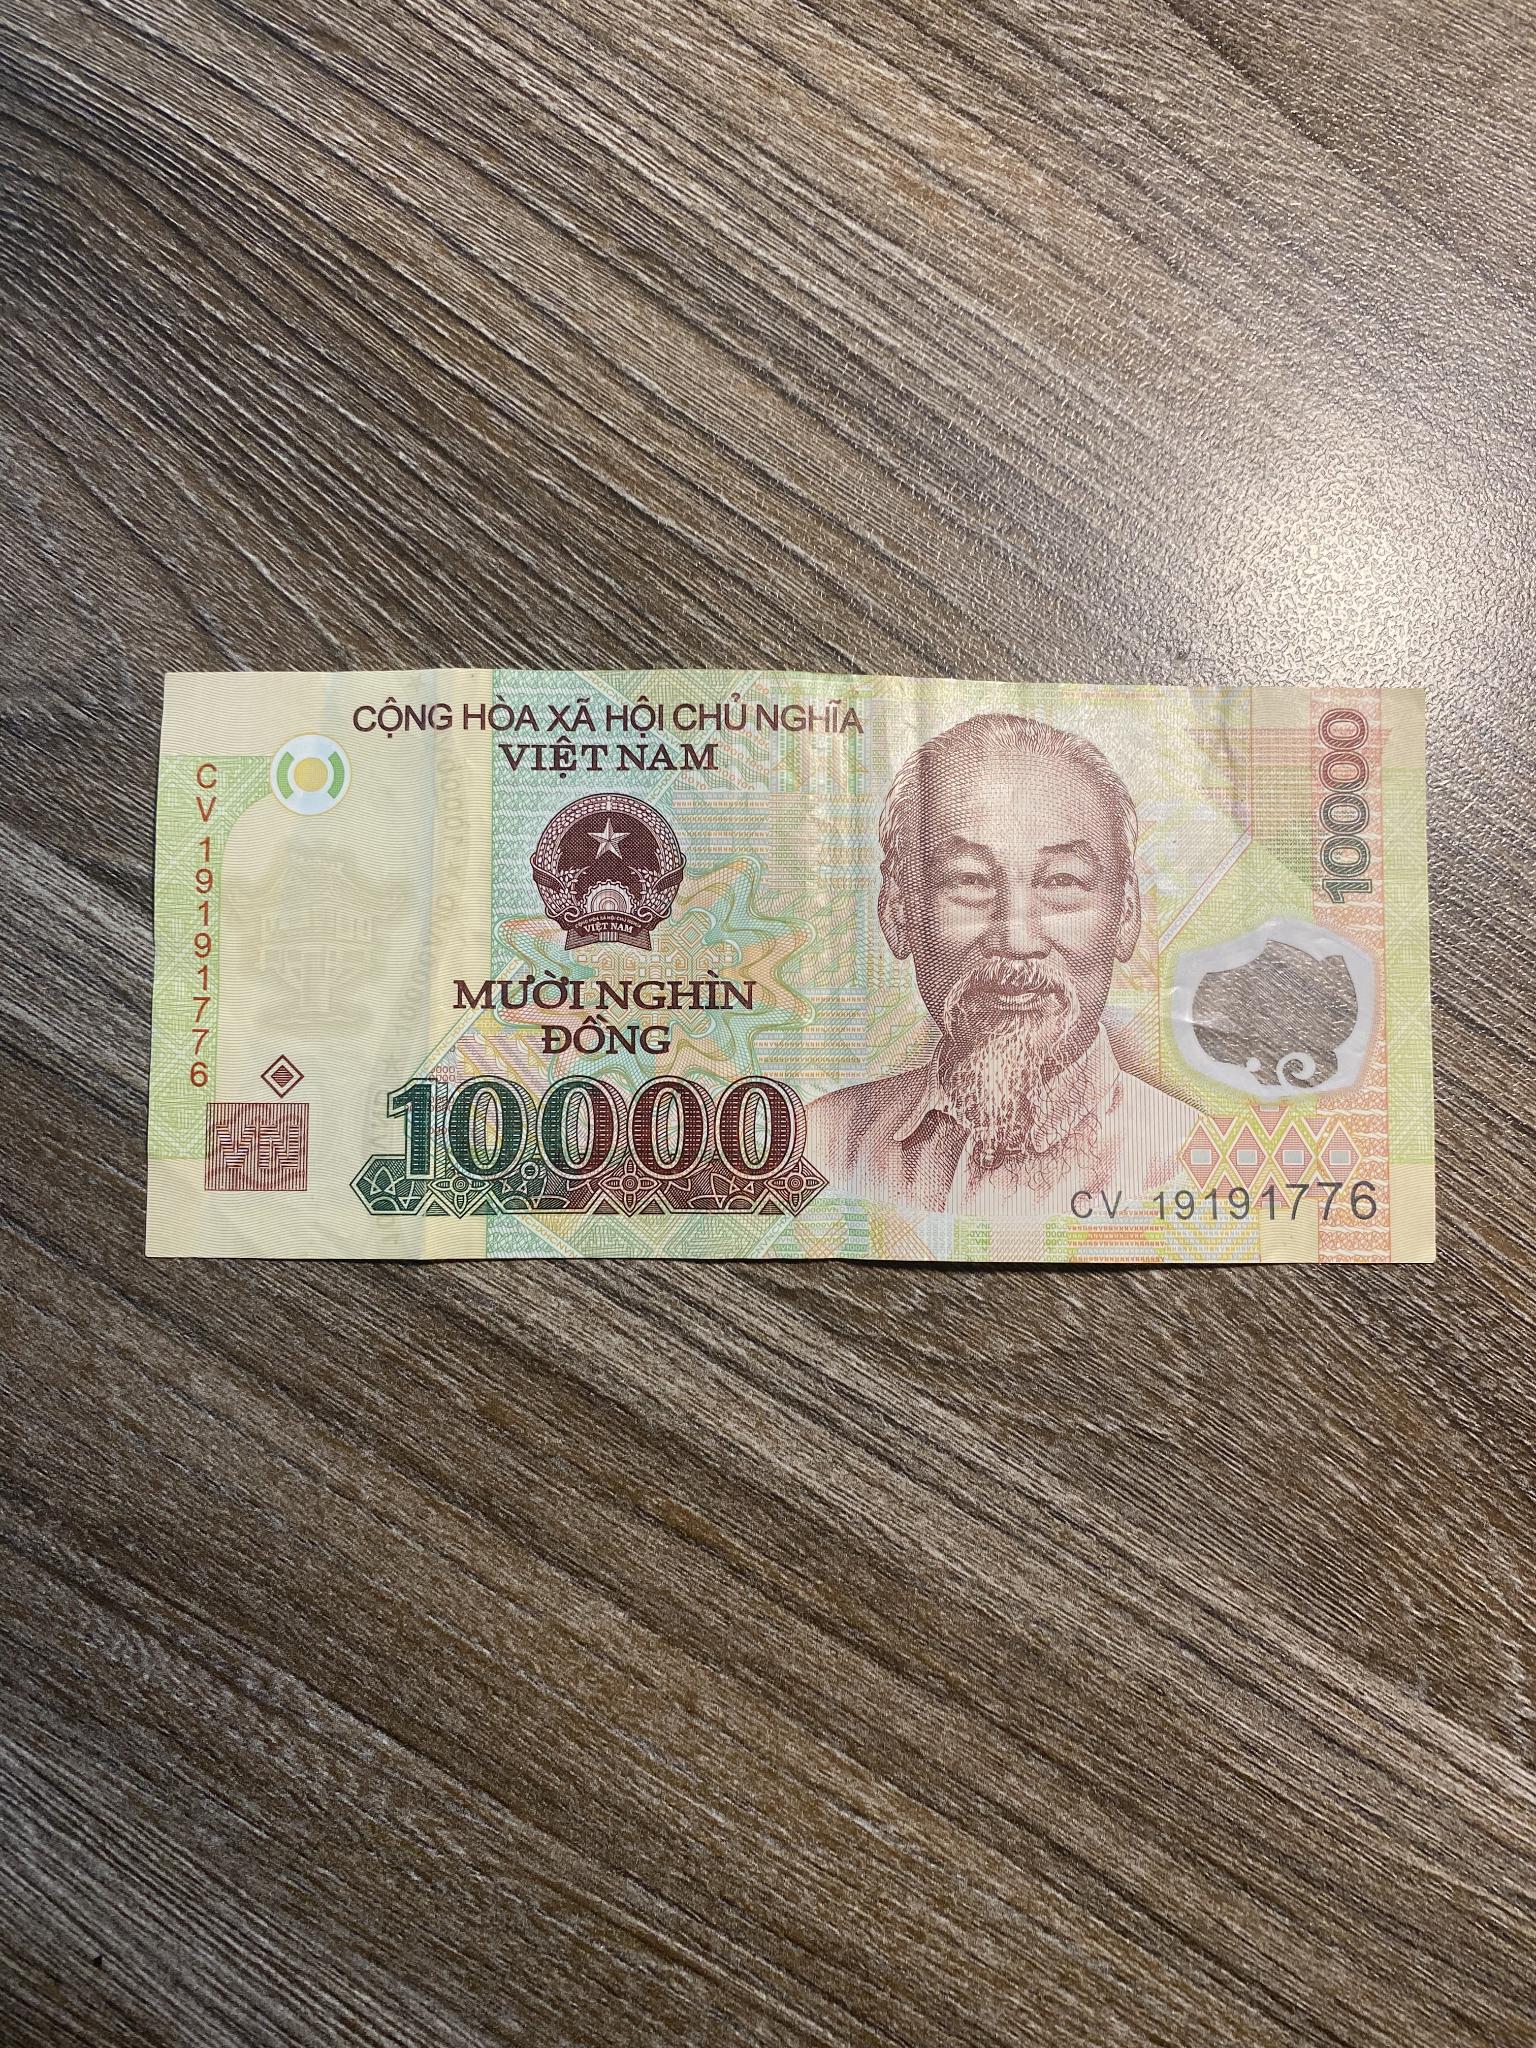 CỘNG HÒA XÃ HỘI CHỦ NGHĨA
VIỆT NAM
10000
CV 19191776
VIỆT NAM
MƯỜI NGHÌN
ĐỒNG
10000
CV 19191776